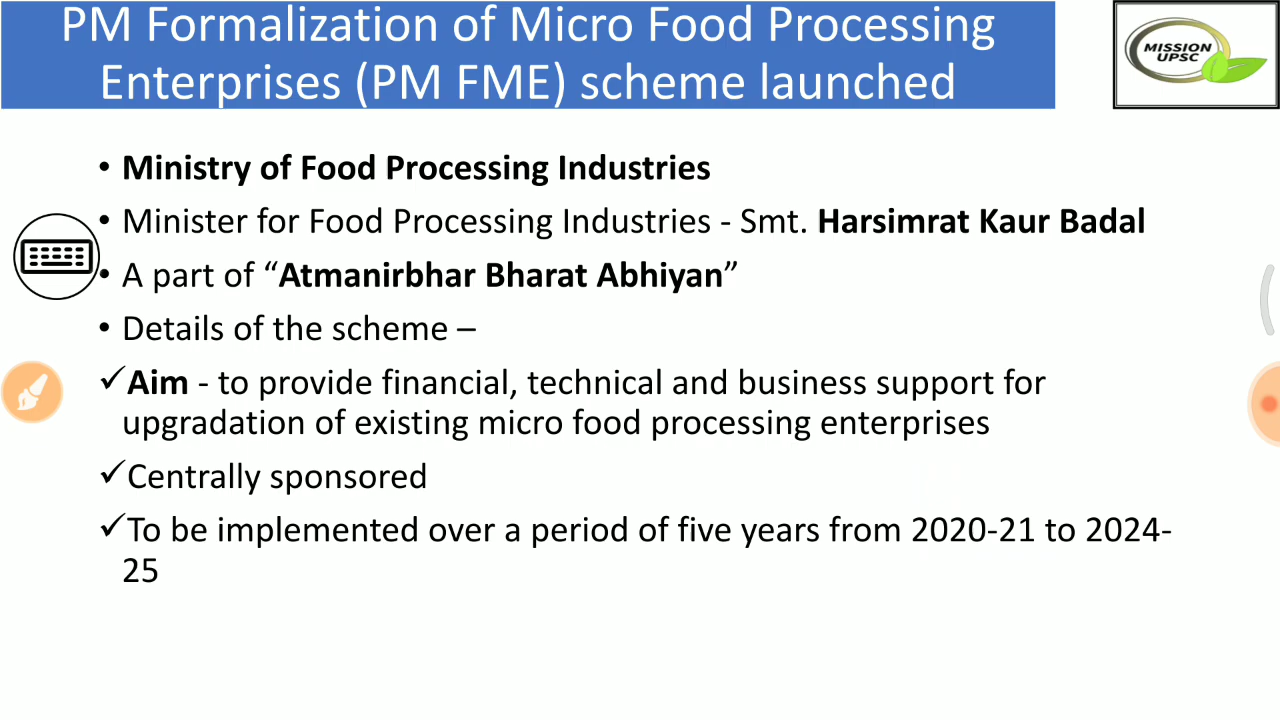 PM Formalization of Micro Food Processing
Enterprises (PM FME) scheme launched
MISSION
UPSC
• Ministry of Food Processing Industries
• Minister for Food Processing Industries - Smt. Harsimrat Kaur Badal
• A part of “Atmanirbhar Bharat Abhiyan”
• Details of the scheme –
✓Aim - to provide financial, technical and business support for
upgradation of existing micro food processing enterprises
✓Centrally sponsored
✓To be implemented over a period of five years from 2020-21 to 2024-
25